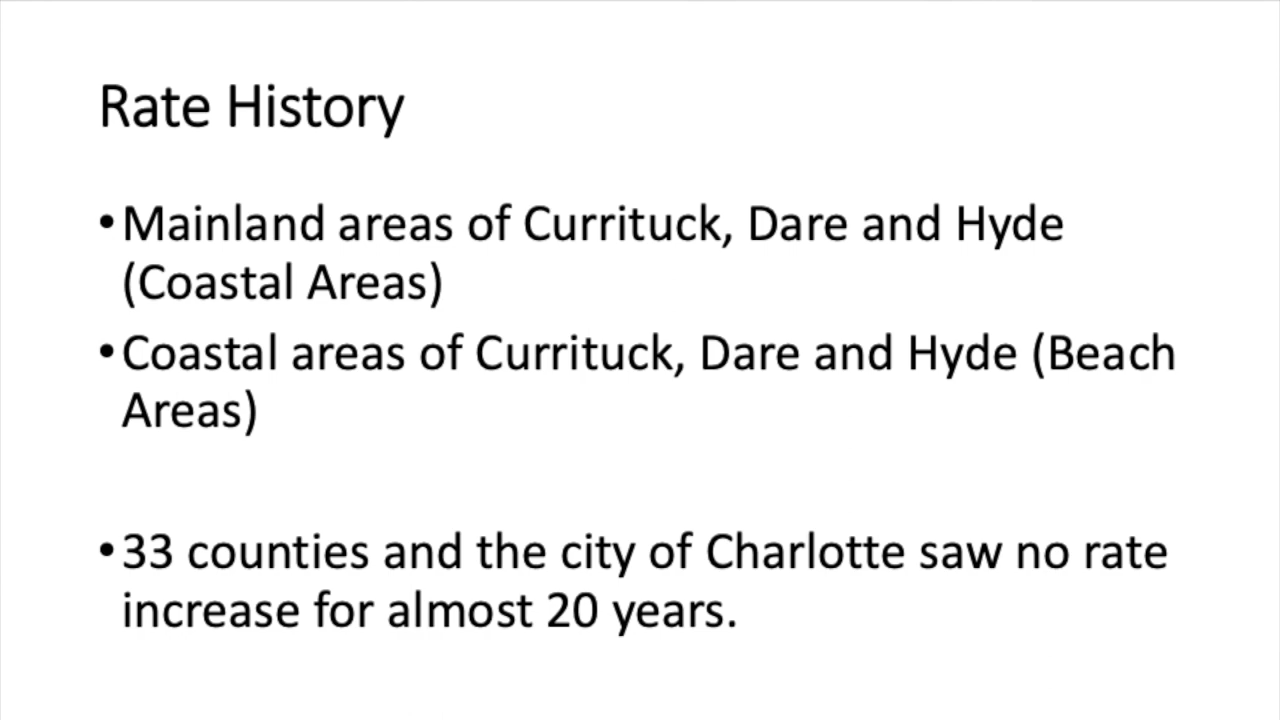 Rate History
•Mainland areas of Currituck, Dare and Hyde
(Coastal Areas)
•Coastal areas of Currituck, Dare and Hyde (Beach
Areas)
•33 counties and the city of Charlotte saw no rate
increase for almost 20 years.